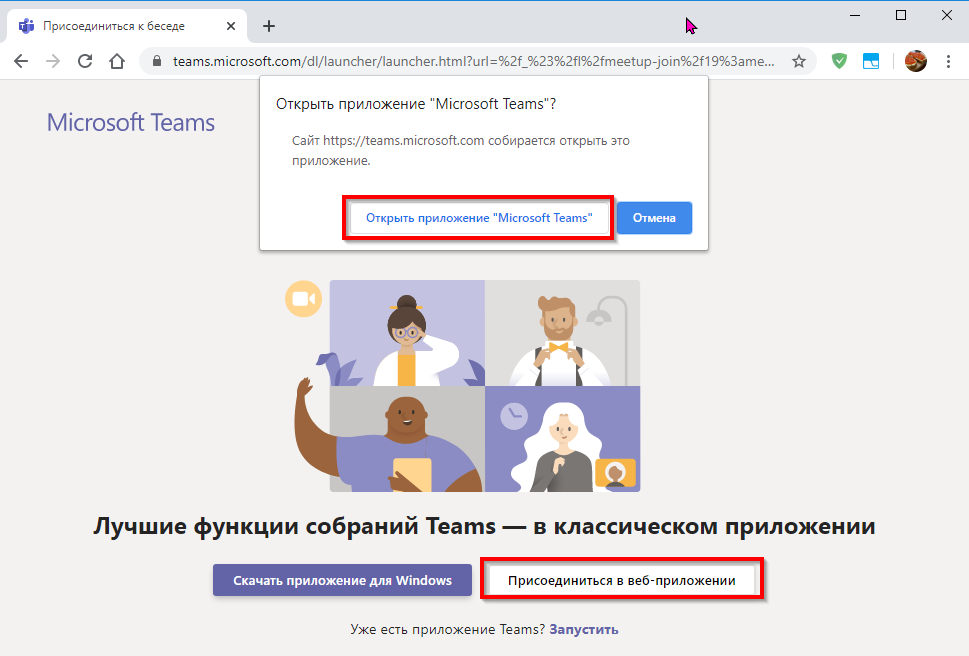 Присоединиться к беседе
teams.microsoft.com/dl/launcher/launcher.html?url=%2f_%23%2fl%2fmeetup-join%2f19%3ame...
Открыть приложение "Microsoft Teams"?
Microsoft Teams
Сайт https://teams.microsoft.com собирается открыть это
приложение.
Открыть приложение "Microsoft Teams"
Отмена
Лучшие функции собраний Teams — в классическом приложении
Скачать приложение для Windows
Присоединиться в веб-приложении
Уже есть приложение Teams? Запустить